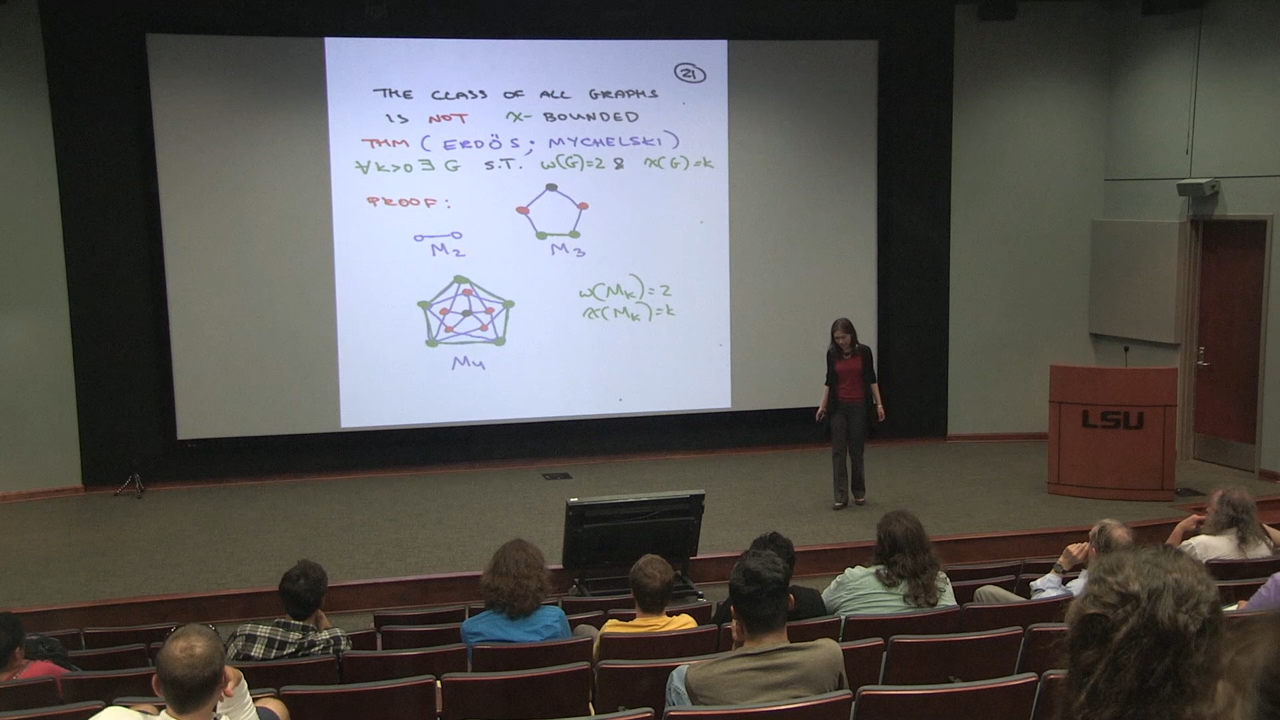 21
THE CLASS OF ALL GRAPHS
IS NOT χ-BOUNDED
THM (ERDÖS; MYCHELSKI)
∀k>0 ∃ G S.T. ω(G)=2 & χ(G)=k
PROOF:
M2
M3
ω(Mk)=2
χ(Mk)=k
M4
LSU